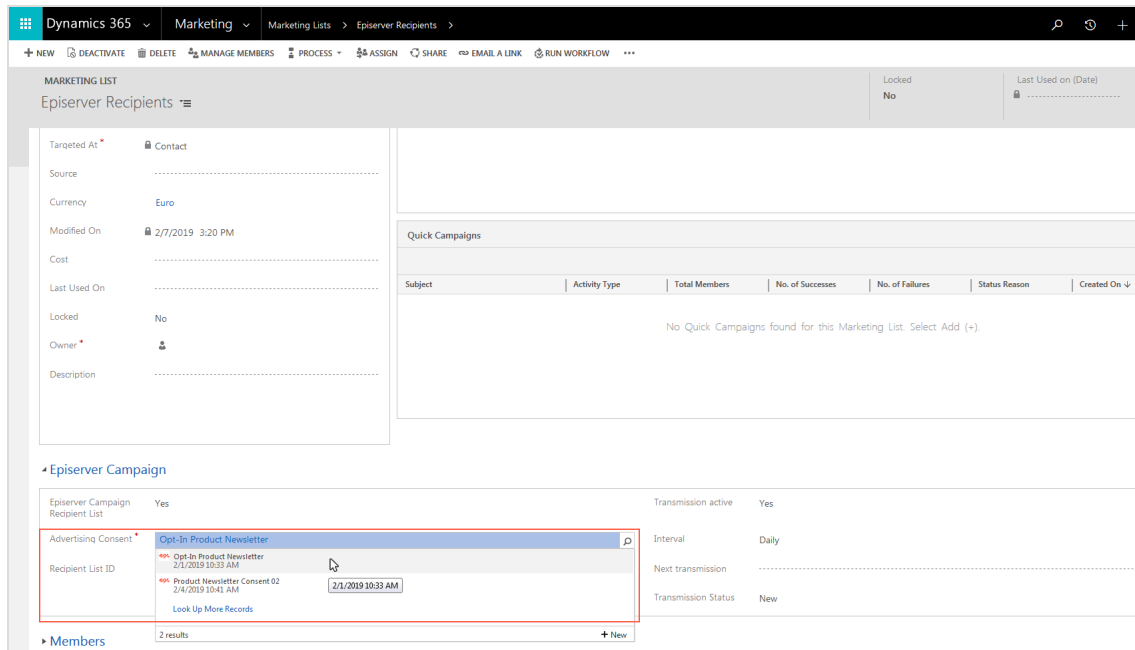 Dynamics 365 Marketing Marketing Lists > Episerver Recipients >
+ NEW DEACTIVATE DELETE MANAGE MEMBERS PROCESS ASSIGN SHARE EMAIL A LINK RUN WORKFLOW ...
MARKETING LIST
Episerver Recipients
Locked
No
Last Used on (Date)
Targeted At *
Contact
Source
Currency
Euro
Modified On
2/7/2019 3:20 PM
Cost
Last Used On
Locked
No
Owner *
Description
Quick Campaigns
Subject Activity Type Total Members No. of Successes No. of Failures Status Reason Created On ↓
No Quick Campaigns found for this Marketing List. Select Add (+).
Episerver Campaign
Episerver Campaign
Recipient List
Yes
Advertising Consent *
Opt-In Product Newsletter
Opt-In Product Newsletter
2/1/2019 10:33 AM
Recipient List ID
Product Newsletter Consent 02
2/4/2019 10:41 AM
2/1/2019 10:33 AM
Look Up More Records
2 results
+ New
Transmission active
Yes
Interval
Daily
Next transmission
Transmission Status
New
Members